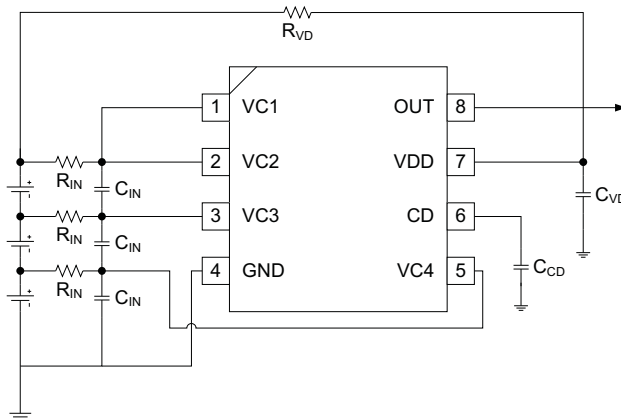 RVD
1 VC1 OUT 8
RIN CIN 2 VC2 VDD 7 CVD
RIN CIN 3 VC3 CD 6
RIN CIN 4 GND VC4 5 CCD